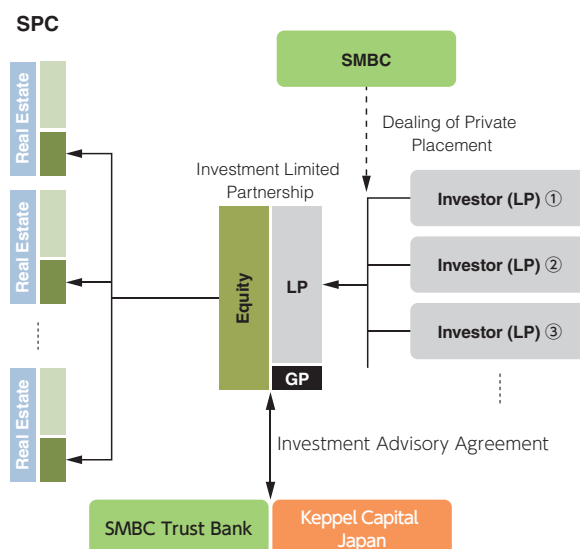 SPC
SMBC
Dealing of Private
Placement
Investment Limited
Partnership
Real Estate
Real Estate
Real Estate
Equity
LP
GP
Investor (LP) ①
Investor (LP) ②
Investor (LP) ③
Investment Advisory Agreement
SMBC Trust Bank
Keppel Capital
Japan